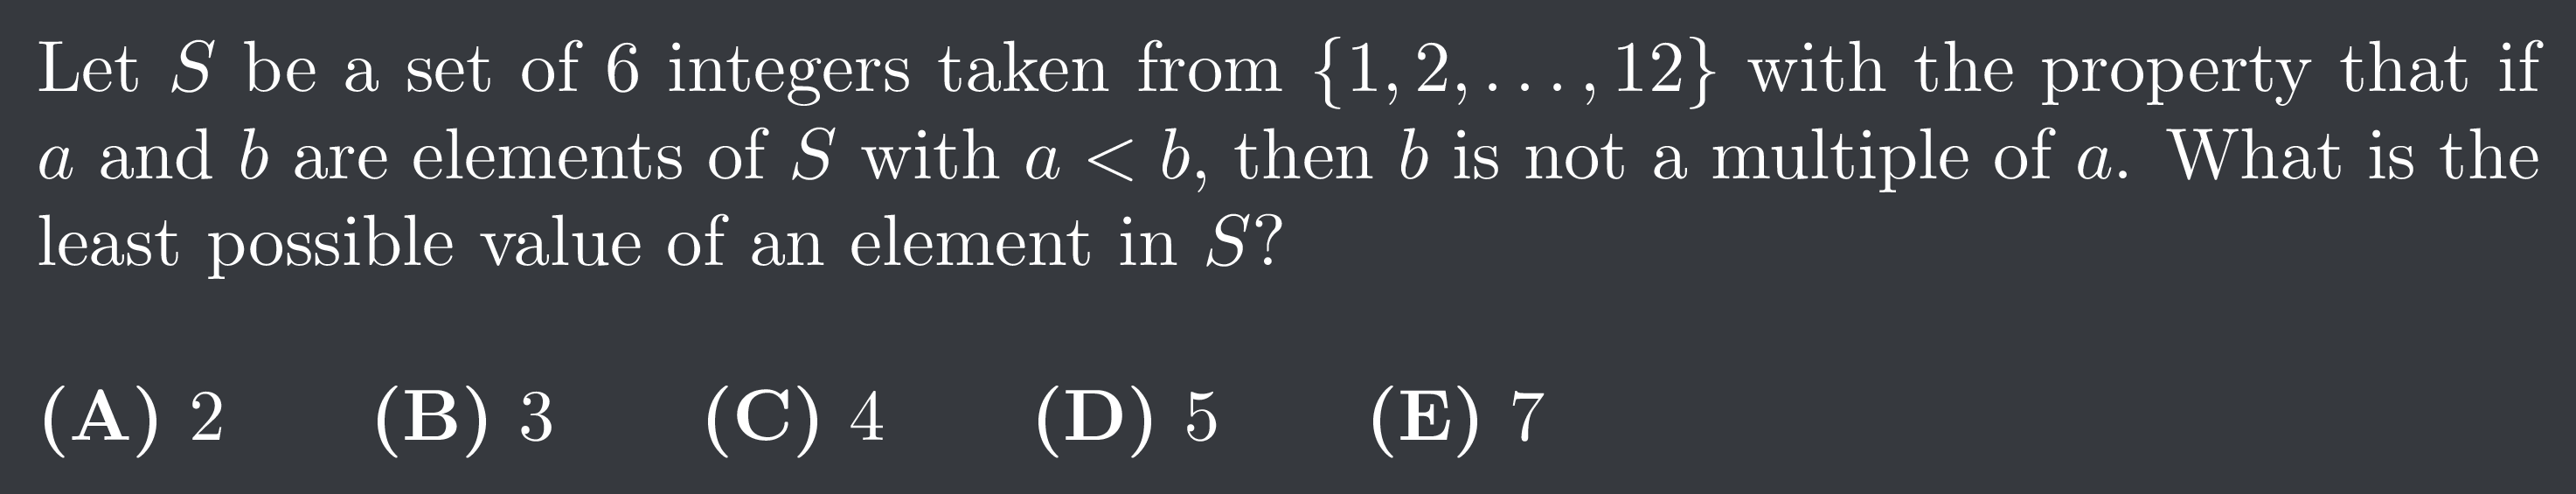 Let S be a set of 6 integers taken from {1, 2, . . . , 12} with the property that if
a and b are elements of S with a < b, then b is not a multiple of a. What is the
least possible value of an element in S?
(A) 2 (B) 3 (C) 4 (D) 5 (E) 7